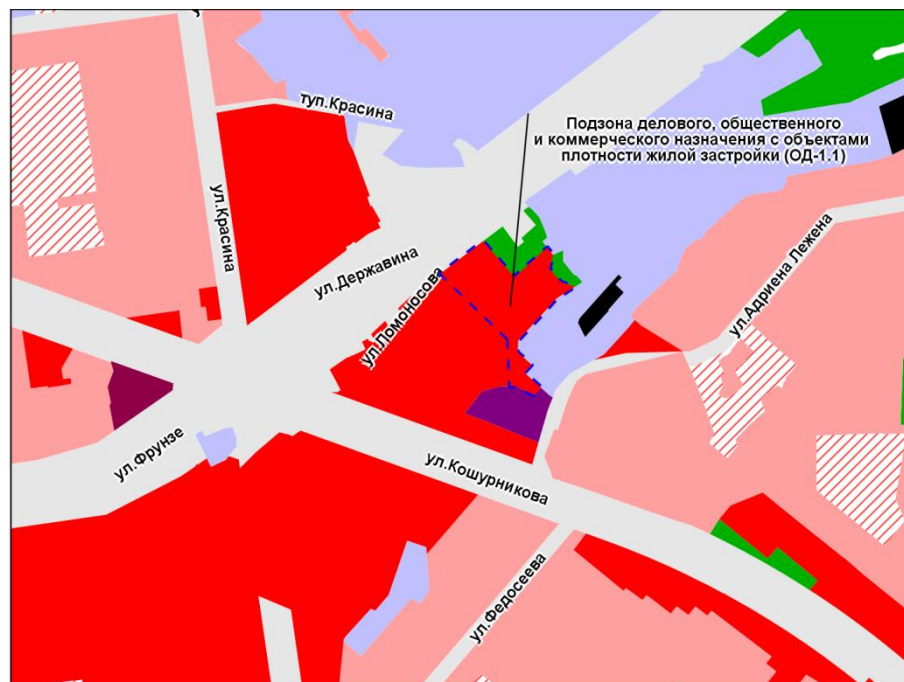 туп.Красина
Подзона делового, общественного
и коммерческого назначения с объектами
плотности жилой застройки (ОД-1.1)
ул.Красина
ул.Державина
ул.Ломоносова
ул.Адриена Лежена
ул.Фрунзе
ул.Кошурникова
ул.Федосеева